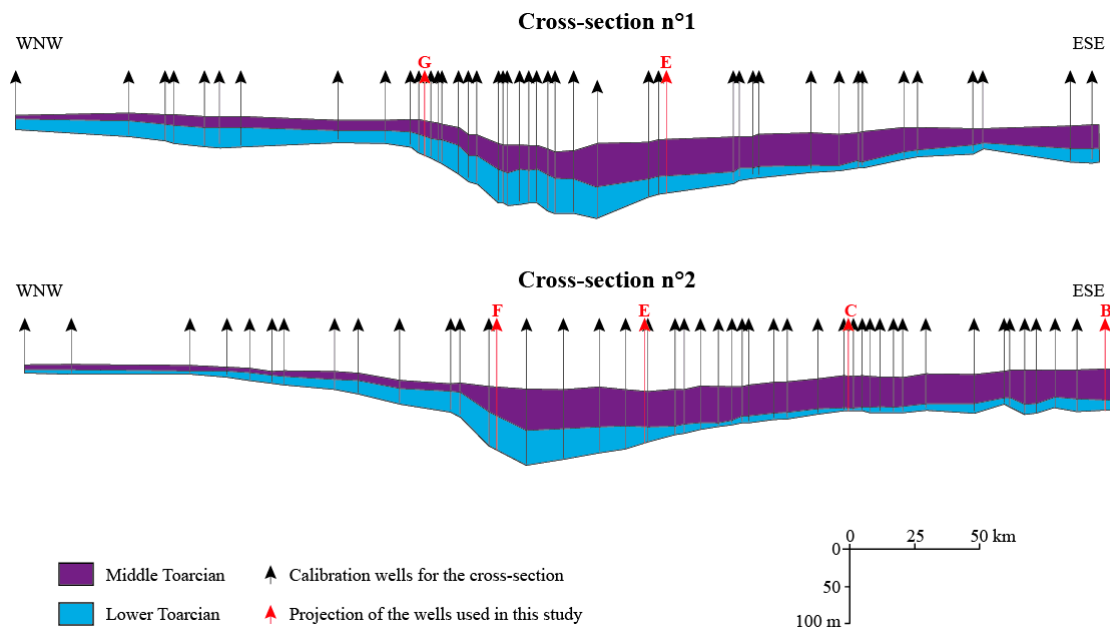 Cross-section n°1
WNW
ESE
G
E
Cross-section n°2
WNW
ESE
F
E
C
B
0 25 50 km
0
50
100 m
Middle Toarcian
Calibration wells for the cross-section
Lower Toarcian
Projection of the wells used in this study